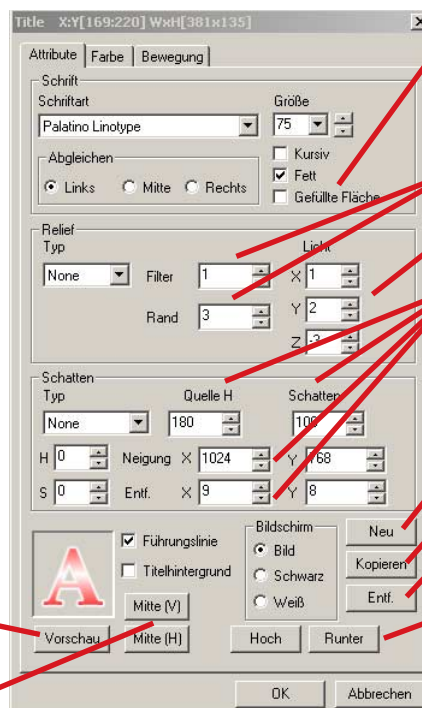 Title X:Y[169:220] WxH[381x135]
Attribute Farbe Bewegung
Schrift
Schriftart Größe
Palatino Linotype 75
Abgleichen
Links Mitte Rechts
Kursiv
Fett
Gefüllte Fläche
Relief
Typ Licht
None Filter 1 X 1
Rand 3 Y 2
Z -3
Schatten
Typ Quelle H Schatten
None 180 100
H 0 Neigung X 1024 Y 768
S 0 Entf. X 9 Y 8
A
Führungslinie
Titelhintergrund
Bildschirm
Bild
Schwarz
Weiß
Neu
Kopieren
Entf.
Mitte (V)
Vorschau Mitte (H) Hoch Runter
OK Abbrechen